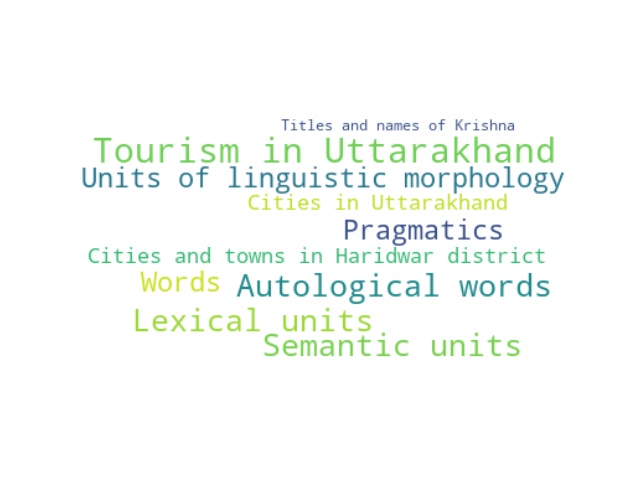 Titles and names of Krishna
Tourism in Uttarakhand
Units of linguistic morphology
Cities in Uttarakhand
Pragmatics
Cities and towns in Haridwar district
Words
Autological words
Lexical units
Semantic units